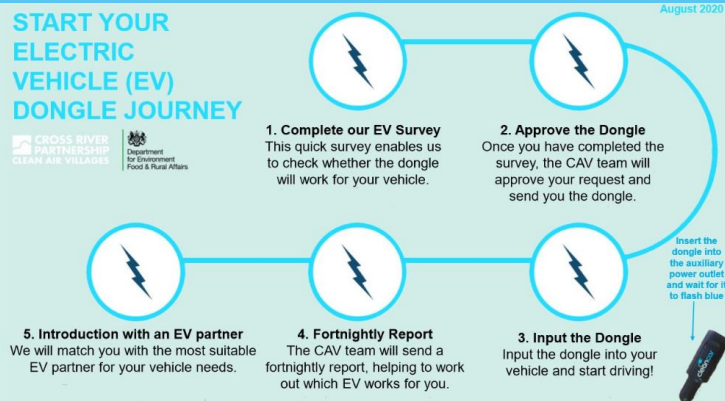 August 2020
START YOUR
ELECTRIC
VEHICLE (EV)
DONGLE JOURNEY
CROSS RIVER
PARTNERSHIP
CLEAN AIR VILLAGES
Department
for Environment
Food & Rural Affairs
1. Complete our EV Survey
This quick survey enables us
to check whether the dongle
will work for your vehicle.
2. Approve the Dongle
Once you have completed the
survey, the CAV team will
approve your request and
send you the dongle.
Insert the
dongle into
the auxiliary
power outlet
and wait for it
to flash blue
3. Input the Dongle
Input the dongle into your
vehicle and start driving!
4. Fortnightly Report
The CAV team will send a
fortnightly report, helping to work
out which EV works for you.
5. Introduction with an EV partner
We will match you with the most suitable
EV partner for your vehicle needs.